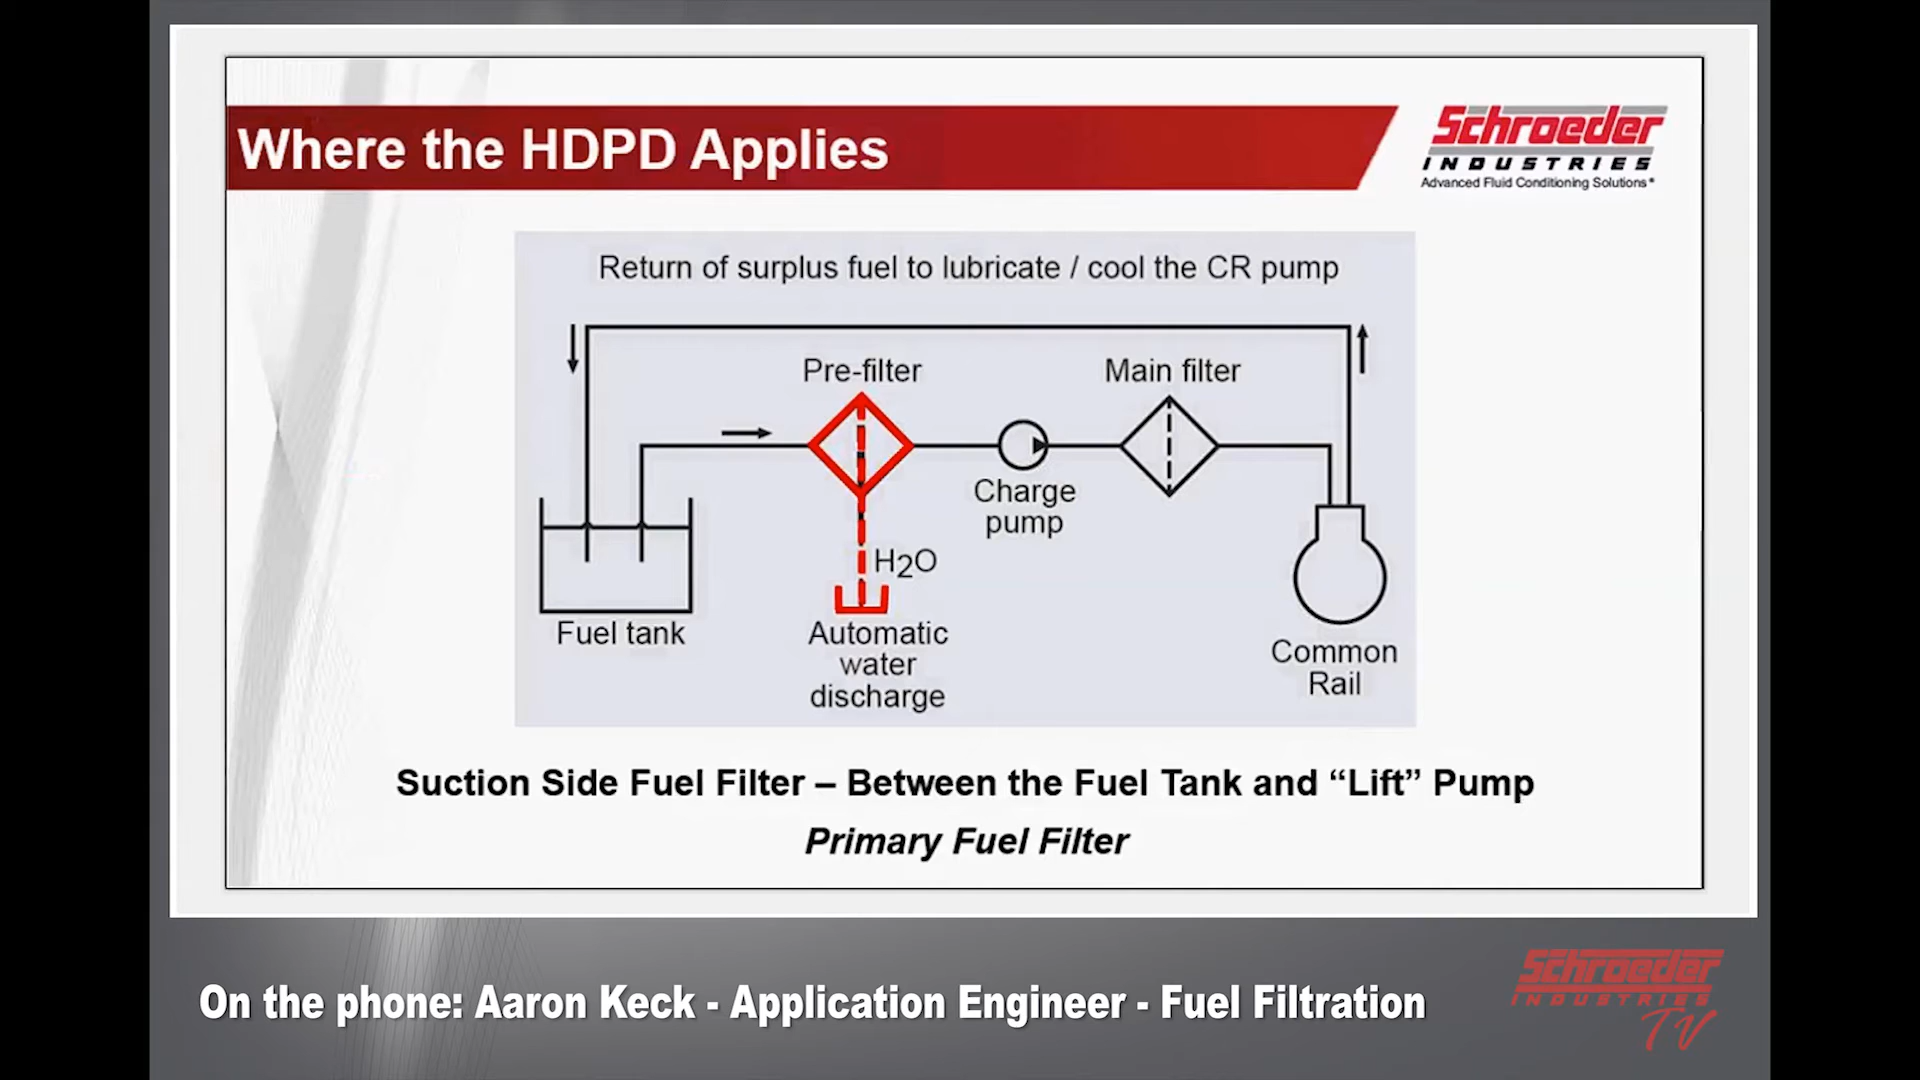 Where the HDPD Applies
Schroeder
INDUSTRIES
Advanced Fluid Conditioning Solutions®
Return of surplus fuel to lubricate / cool the CR pump
Pre-filter
Main filter
Charge
pump
H2O
Fuel tank
Automatic
water
discharge
Common
Rail
Suction Side Fuel Filter – Between the Fuel Tank and “Lift” Pump
Primary Fuel Filter
On the phone: Aaron Keck - Application Engineer - Fuel Filtration
Schroeder
INDUSTRIES
TV